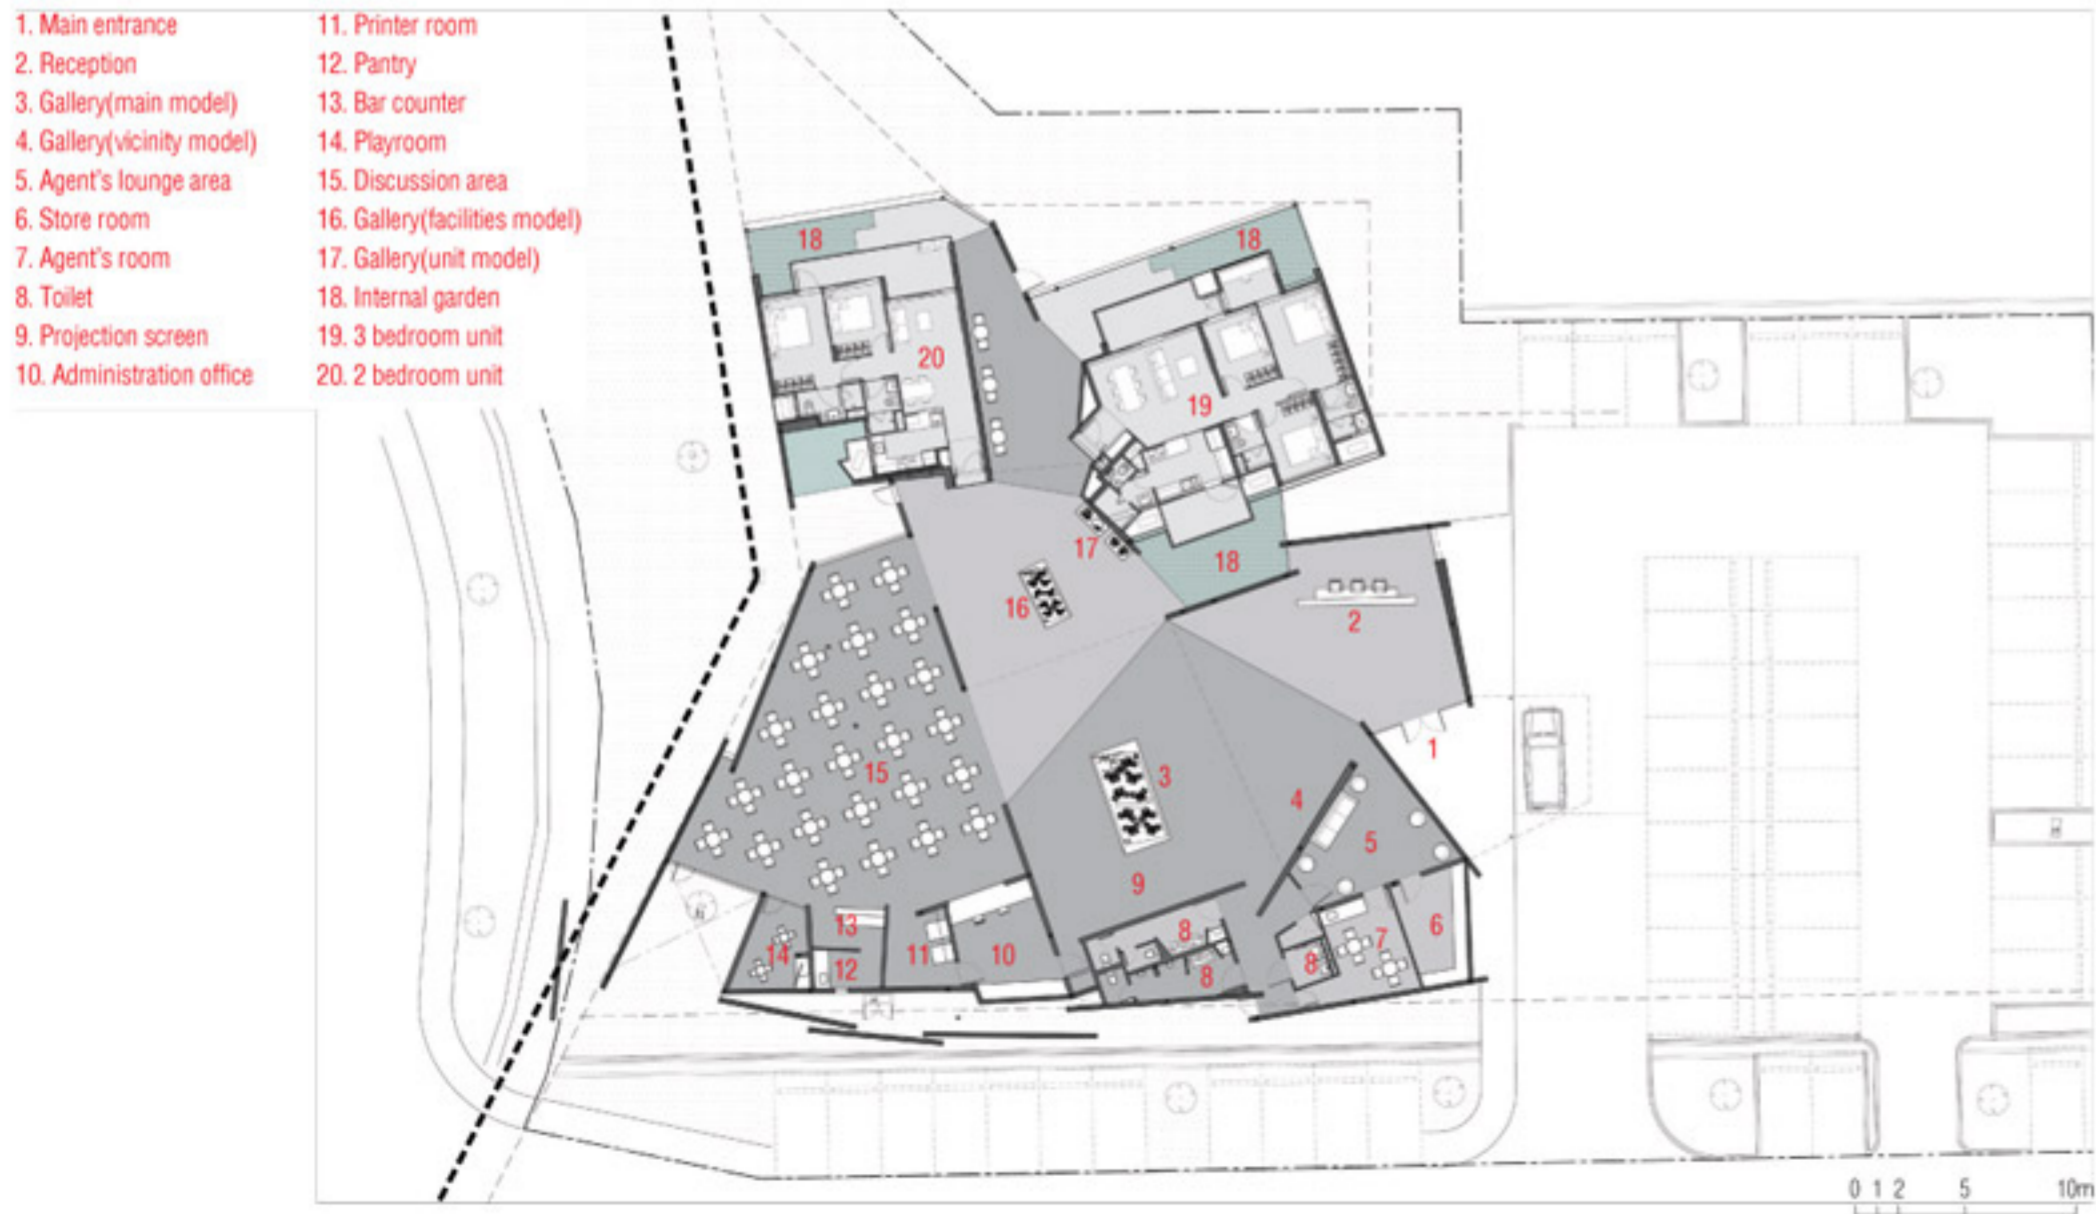 1. Main entrance
2. Reception
3. Gallery(main model)
4. Gallery(vicinity model)
5. Agent's lounge area
6. Store room
7. Agent's room
8. Toilet
9. Projection screen
10. Administration office
11. Printer room
12. Pantry
13. Bar counter
14. Playroom
15. Discussion area
16. Gallery(facilities model)
17. Gallery(unit model)
18. Internal garden
19. 3 bedroom unit
20. 2 bedroom unit
18
18
20
19
17
18
16
2
1
15
3
4
5
9
13
8
6
14
11
10
7
12
8
8
0 1 2 5 10m